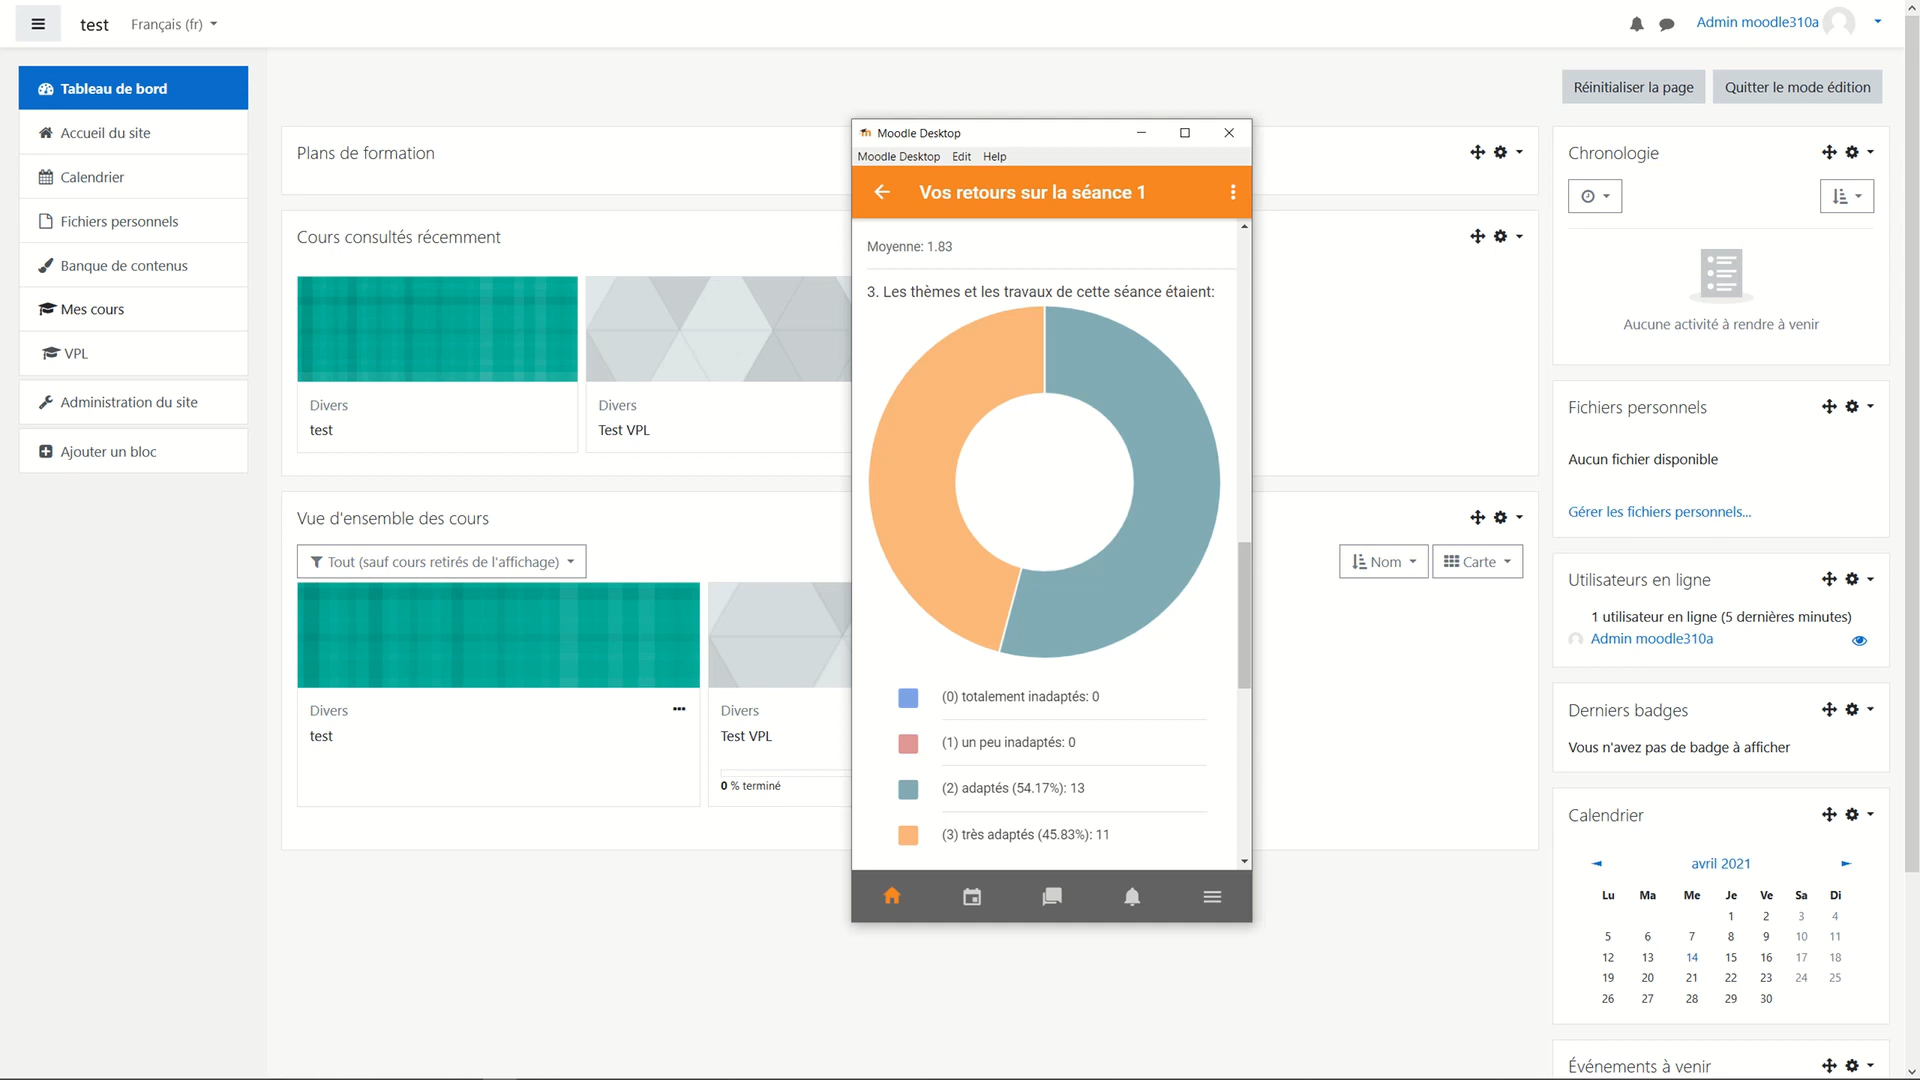 test
Français (fr)
Admin moodle310a
Tableau de bord
Accueil du site
Calendrier
Fichiers personnels
Banque de contenus
Mes cours
VPL
Administration du site
Ajouter un bloc
Réinitialiser la page
Quitter le mode édition
Plans de formation
Cours consultés récemment
Divers
test
Divers
Test VPL
Vue d'ensemble des cours
Tout (sauf cours retirés de l'affichage)
Nom
Carte
Divers
test
Divers
Test VPL
0 % terminé
Moodle Desktop
Moodle Desktop Edit Help
Vos retours sur la séance 1
Moyenne: 1.83
3. Les thèmes et les travaux de cette séance étaient:
(0) totalement inadaptés: 0
(1) un peu inadaptés: 0
(2) adaptés (54.17%): 13
(3) très adaptés (45.83%): 11
Chronologie
Aucune activité à rendre à venir
Fichiers personnels
Aucun fichier disponible
Gérer les fichiers personnels...
Utilisateurs en ligne
1 utilisateur en ligne (5 dernières minutes)
Admin moodle310a
Derniers badges
Vous n'avez pas de badge à afficher
Calendrier
avril 2021
Lu Ma Me Je Ve Sa Di
1 2 3 4
5 6 7 8 9 10 11
12 13 14 15 16 17 18
19 20 21 22 23 24 25
26 27 28 29 30
Événements à venir